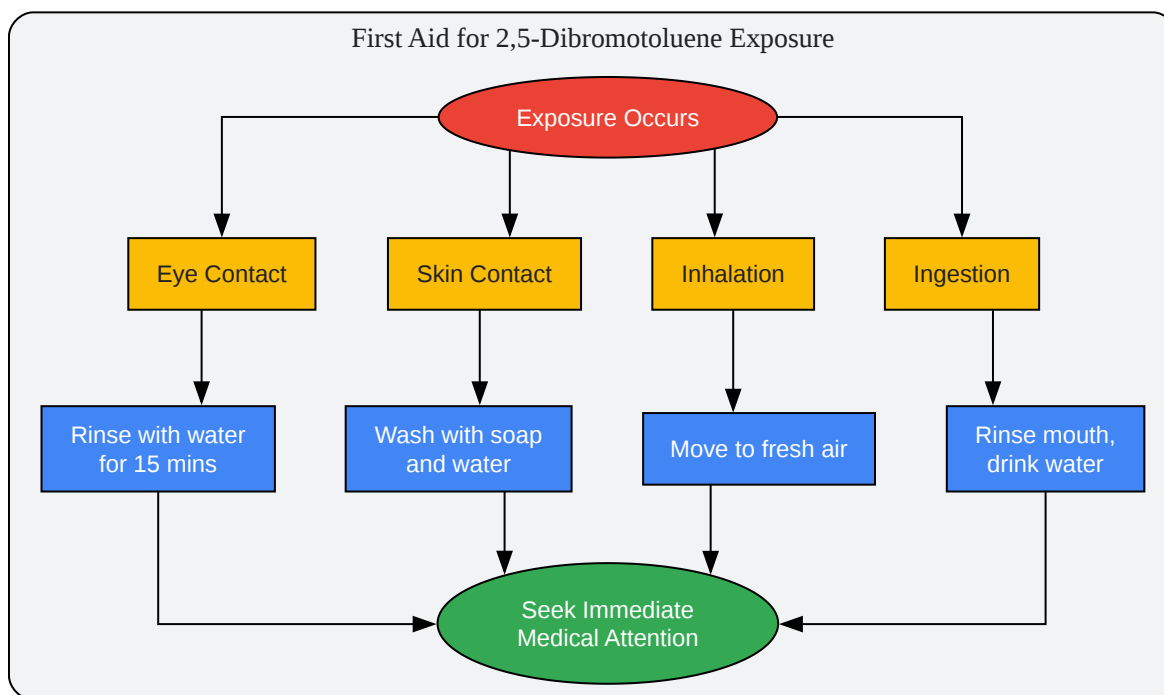 First Aid for 2,5-Dibromotoluene Exposure
Exposure Occurs
Eye Contact
Skin Contact
Inhalation
Ingestion
Rinse with water
for 15 mins
Wash with soap
and water
Move to fresh air
Rinse mouth,
drink water
Seek Immediate
Medical Attention